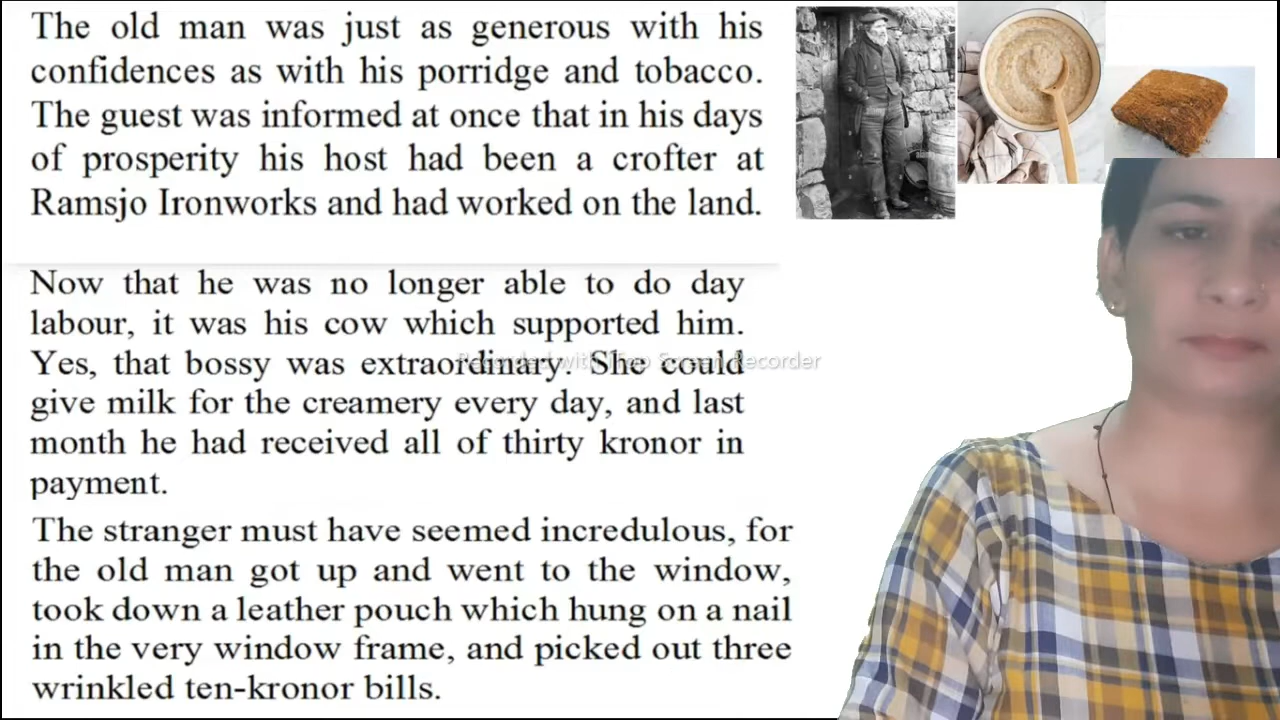 The old man was just as generous with his
confidences as with his porridge and tobacco.
The guest was informed at once that in his days
of prosperity his host had been a crofter at
Ramsjo Ironworks and had worked on the land.
Now that he was no longer able to do day
labour, it was his cow which supported him.
Yes, that bossy was extraordinary. She could
Recorded with iTop Screen Recorder
give milk for the creamery every day, and last
month he had received all of thirty kronor in
payment.
The stranger must have seemed incredulous, for
the old man got up and went to the window,
took down a leather pouch which hung on a nail
in the very window frame, and picked out three
wrinkled ten-kronor bills.